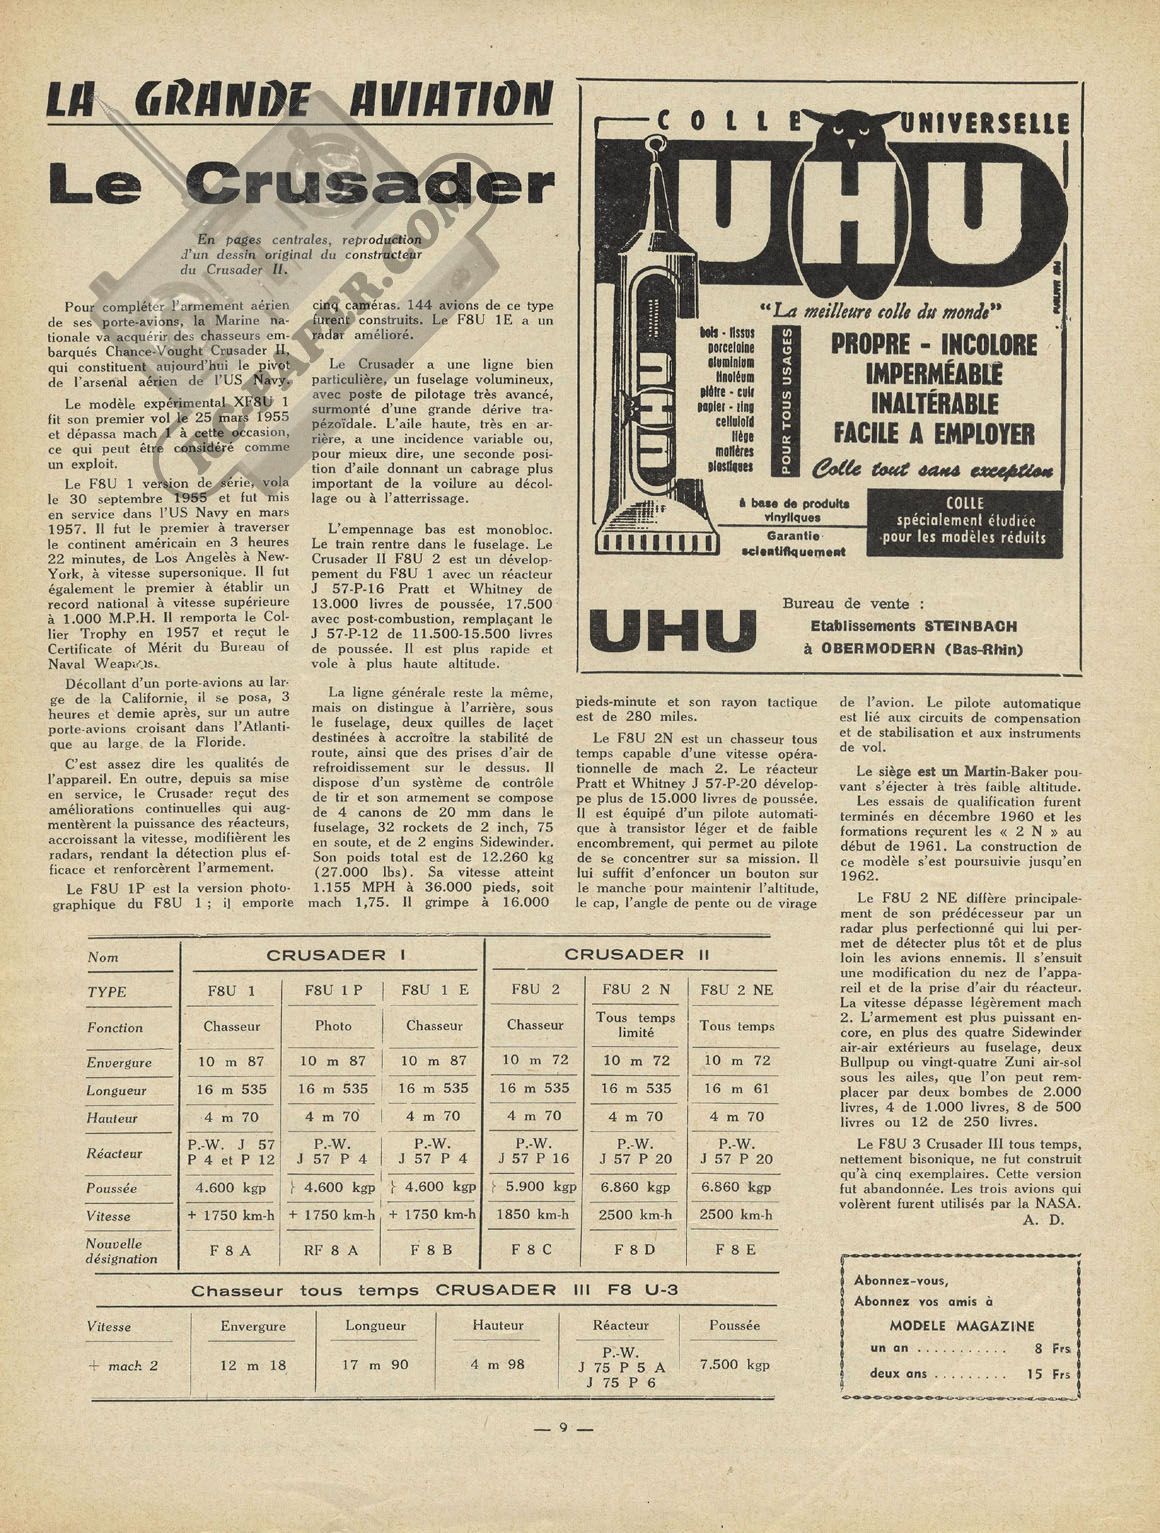 LA GRANDE AVIATION
Le Crusader
En pages centrales, reproduction
d'un dessin original du constructeur
du Crusader II.
Pour compléter l'armement aérien
de ses porte-avions, la Marine na-
tionale va acquérir des chasseurs em-
barqués Chance-Vought Crusader II,
qui constituent aujourd'hui le pivot
de l'arsenal aérien de l'US Navy.
Le modèle expérimental XF8U 1
fit son premier vol le 25 mars 1955
et dépassa mach 1 à cette occasion,
ce qui peut être considéré comme
un exploit.
Le F8U 1 version de série, vola
le 30 septembre 1955 et fut mis
en service dans l'US Navy en mars
1957. Il fut le premier à traverser
le continent américain en 3 heures
22 minutes, de Los Angelès à New-
York, à vitesse supersonique. Il fut
également le premier à établir un
record national à vitesse supérieure
à 1.000 M.P.H. Il remporta le Col-
lier Trophy en 1957 et reçut le
Certificate of Mérit du Bureau of
Naval Weapons.
Décollant d'un porte-avions au lar-
ge de la Californie, il se posa, 3
heures et demie après, sur un autre
porte-avions croisant dans l'Atlanti-
que au large de la Floride.
C'est assez dire les qualités de
l'appareil. En outre, depuis sa mise
en service, le Crusader reçut des
améliorations continuelles qui aug-
mentèrent la puissance des réacteurs,
accroissant la vitesse, modifièrent les
radars, rendant la détection plus ef-
ficace et renforcèrent l'armement.
Le F8U 1P est la version photo-
graphique du F8U 1 ; il emporte
cinq caméras. 144 avions de ce type
furent construits. Le F8U 1E a un
radar amélioré.
Le Crusader a une ligne bien
particulière, un fuselage volumineux,
avec poste de pilotage très avancé,
surmonté d'une grande dérive tra-
pézoïdale. L'aile haute, très en ar-
rière, a une incidence variable ou,
pour mieux dire, une seconde posi-
tion d'aile donnant un cabrage plus
important de la voilure au décol-
lage ou à l'atterrissage.
L'empennage bas est monobloc.
Le train rentre dans le fuselage. Le
Crusader II F8U 2 est un dévelop-
pement du F8U 1 avec un réacteur
J 57-P-16 Pratt et Whitney de
13.000 livres de poussée, 17.500
avec post-combustion, remplaçant le
J 57-P-12 de 11.500-15.500 livres
de poussée. Il est plus rapide et
vole à plus haute altitude.
La ligne générale reste la même,
mais on distingue à l'arrière, sous
le fuselage, deux quilles de laçet
destinées à accroître la stabilité de
route, ainsi que des prises d'air de
refroidissement sur le dessus. Il
dispose d'un système de contrôle
de tir et son armement se compose
de 4 canons de 20 mm dans le
fuselage, 32 rockets de 2 inch, 75
en soute, et de 2 engins Sidewinder.
Son poids total est de 12.260 kg
(27.000 lbs). Sa vitesse atteint
1.155 MPH à 36.000 pieds, soit
mach 1,75. Il grimpe à 16.000
COLLE UNIVERSELLE
UHU
"La meilleure colle du monde"
bois - tissus
porcelaine
aluminium
linoléum
plâtre - cuir
papier - zing
celluloïd
liège
matières
plastiques
POUR TOUS USAGES
PROPRE - INCOLORE
IMPERMÉABLE
INALTÉRABLE
FACILE A EMPLOYER
Colle tout sans exception
UHU
à base de produits
vinyliques
Garantie
scientifiquement
COLLE
spécialement étudiée
pour les modèles réduits
UHU
Bureau de vente :
Etablissements STEINBACH
à OBERMODERN (Bas-Rhin)
pieds-minute et son rayon tactique
est de 280 miles.
Le F8U 2N est un chasseur tous
temps capable d'une vitesse opéra-
tionnelle de mach 2. Le réacteur
Pratt et Whitney J 57-P-20 dévelop-
pe plus de 15.000 livres de poussée.
Il est équipé d'un pilote automati-
que à transistor léger et de faible
encombrement, qui permet au pilote
de se concentrer sur sa mission. Il
lui suffit d'enfoncer un bouton sur
le manche pour maintenir l'altitude,
le cap, l'angle de pente ou de virage
de l'avion. Le pilote automatique
est lié aux circuits de compensation
et de stabilisation et aux instruments
de vol.
Le siège est un Martin-Baker pou-
vant s'éjecter à très faible altitude.
Les essais de qualification furent
terminés en décembre 1960 et les
formations reçurent les « 2 N » au
début de 1961. La construction de
ce modèle s'est poursuivie jusqu'en
1962.
Le F8U 2 NE diffère principale-
ment de son prédécesseur par un
radar plus perfectionné qui lui per-
met de détecter plus tôt et de plus
loin les avions ennemis. Il s'ensuit
une modification du nez de l'appa-
reil et de la prise d'air du réacteur.
La vitesse dépasse légèrement mach
2. L'armement est plus puissant en-
core, en plus des quatre Sidewinder
air-air extérieurs au fuselage, deux
Bullpup ou vingt-quatre Zuni air-sol
sous les ailes, que l'on peut rem-
placer par deux bombes de 2.000
livres, 4 de 1.000 livres, 8 de 500
livres ou 12 de 250 livres.
Le F8U 3 Crusader III tous temps,
nettement bisonique, ne fut construit
qu'à cinq exemplaires. Cette version
fut abandonnée. Les trois avions qui
volèrent furent utilisés par la NASA.
A. D.
Nom CRUSADER I CRUSADER II
TYPE F8U 1 F8U 1 P F8U 1 E F8U 2 F8U 2 N F8U 2 NE
Fonction Chasseur Photo Chasseur Chasseur Tous temps limité Tous temps
Envergure 10 m 87 10 m 87 10 m 87 10 m 72 10 m 72 10 m 72
Longueur 16 m 535 16 m 535 16 m 535 16 m 535 16 m 535 16 m 61
Hauteur 4 m 70 4 m 70 4 m 70 4 m 70 4 m 70 4 m 70
Réacteur P.-W. J 57 P.-W. P.-W. P.-W. P.-W. P.-W.
P 4 et P 12 J 57 P 4 J 57 P 4 J 57 P 16 J 57 P 20 J 57 P 20
Poussée 4.600 kgp } 4.600 kgp } 4.600 kgp } 5.900 kgp 6.860 kgp 6.860 kgp
Vitesse + 1750 km-h + 1750 km-h + 1750 km-h 1850 km-h 2500 km-h 2500 km-h
Nouvelle
désignation F 8 A RF 8 A F 8 B F 8 C F 8 D F 8 E
Chasseur tous temps CRUSADER III F8 U-3
Vitesse Envergure Longueur Hauteur Réacteur Poussée
+ mach 2 12 m 18 17 m 90 4 m 98 P.-W. J 75 P 5 A J 75 P 6 7.500 kgp
Abonnez-vous,
Abonnez vos amis à
MODELE MAGAZINE
un an ........... 8 Frs
deux ans ......... 15 Frs
— 9 —
RCPAPER.COM